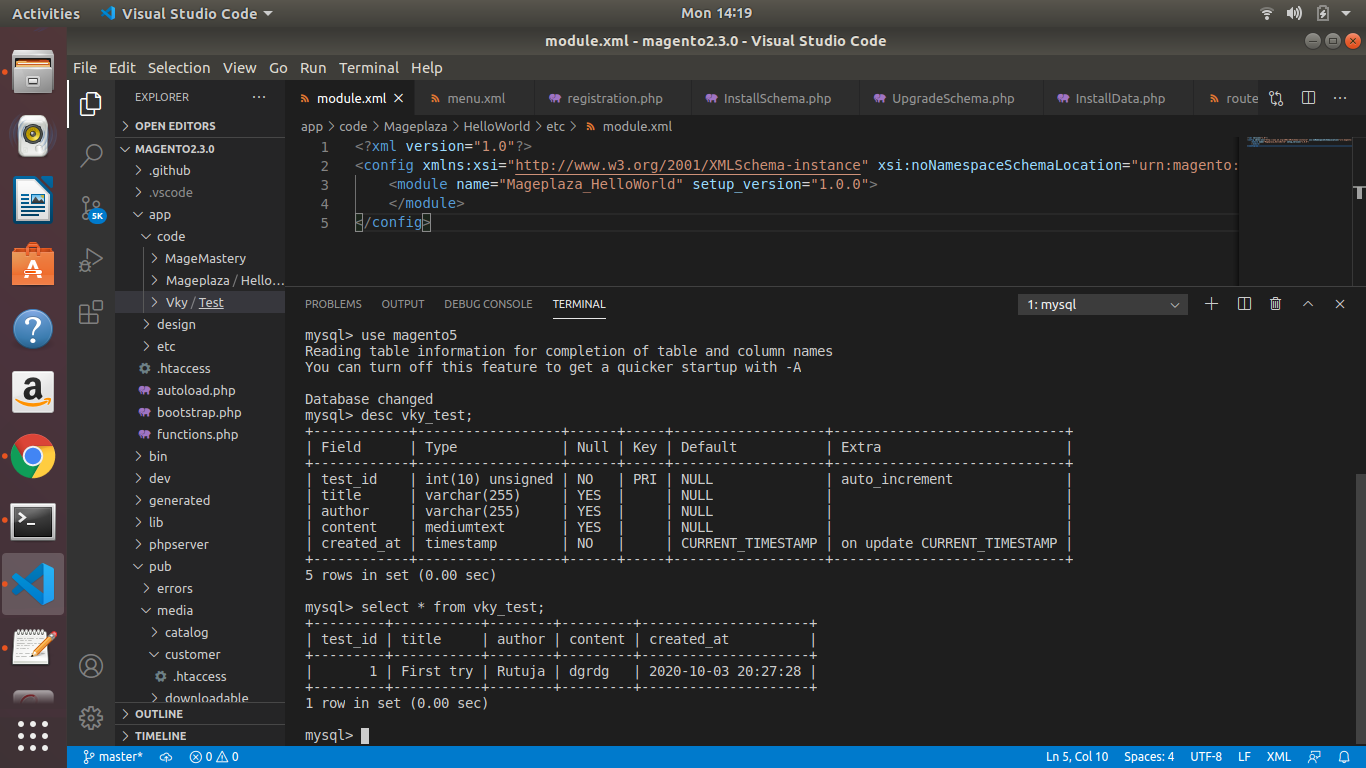 Activities Visual Studio Code Mon 14:19
module.xml - magento2.3.0 - Visual Studio Code
File Edit Selection View Go Run Terminal Help
EXPLORER ···
OPEN EDITORS
MAGENTO2.3.0
.github
.vscode
app
code
MageMastery
Mageplaza / Hello...
Vky / Test
design
etc
.htaccess
autoload.php
bootstrap.php
functions.php
bin
dev
generated
lib
phpserver
pub
errors
media
catalog
customer
.htaccess
downloadable
OUTLINE
TIMELINE
5K
module.xml menu.xml registration.php InstallSchema.php UpgradeSchema.php InstallData.php route
app > code > Mageplaza > HelloWorld > etc > module.xml
1 <?xml version="1.0"?>
2 <config xmlns:xsi="http://www.w3.org/2001/XMLSchema-instance" xsi:noNamespaceSchemaLocation="urn:magento:
3 <module name="Mageplaza_HelloWorld" setup_version="1.0.0">
4 </module>
5 </config>
PROBLEMS OUTPUT DEBUG CONSOLE TERMINAL 1: mysql
mysql> use magento5
Reading table information for completion of table and column names
You can turn off this feature to get a quicker startup with -A
Database changed
mysql> desc vky_test;
+------------+------------------+------+-----+-------------------+-----------------------------+
| Field      | Type             | Null | Key | Default           | Extra                       |
+------------+------------------+------+-----+-------------------+-----------------------------+
| test_id    | int(10) unsigned | NO   | PRI | NULL              | auto_increment              |
| title      | varchar(255)     | YES  |     | NULL              |                             |
| author     | varchar(255)     | YES  |     | NULL              |                             |
| content    | mediumtext       | YES  |     | NULL              |                             |
| created_at | timestamp        | NO   |     | CURRENT_TIMESTAMP | on update CURRENT_TIMESTAMP |
+------------+------------------+------+-----+-------------------+-----------------------------+
5 rows in set (0.00 sec)
mysql> select * from vky_test;
+---------+-----------+--------+---------+---------------------+
| test_id | title     | author | content | created_at          |
+---------+-----------+--------+---------+---------------------+
|       1 | First try | Rutuja | dgrdg   | 2020-10-03 20:27:28 |
+---------+-----------+--------+---------+---------------------+
1 row in set (0.00 sec)
mysql>
master* 0 0 Ln 5, Col 10 Spaces: 4 UTF-8 LF XML